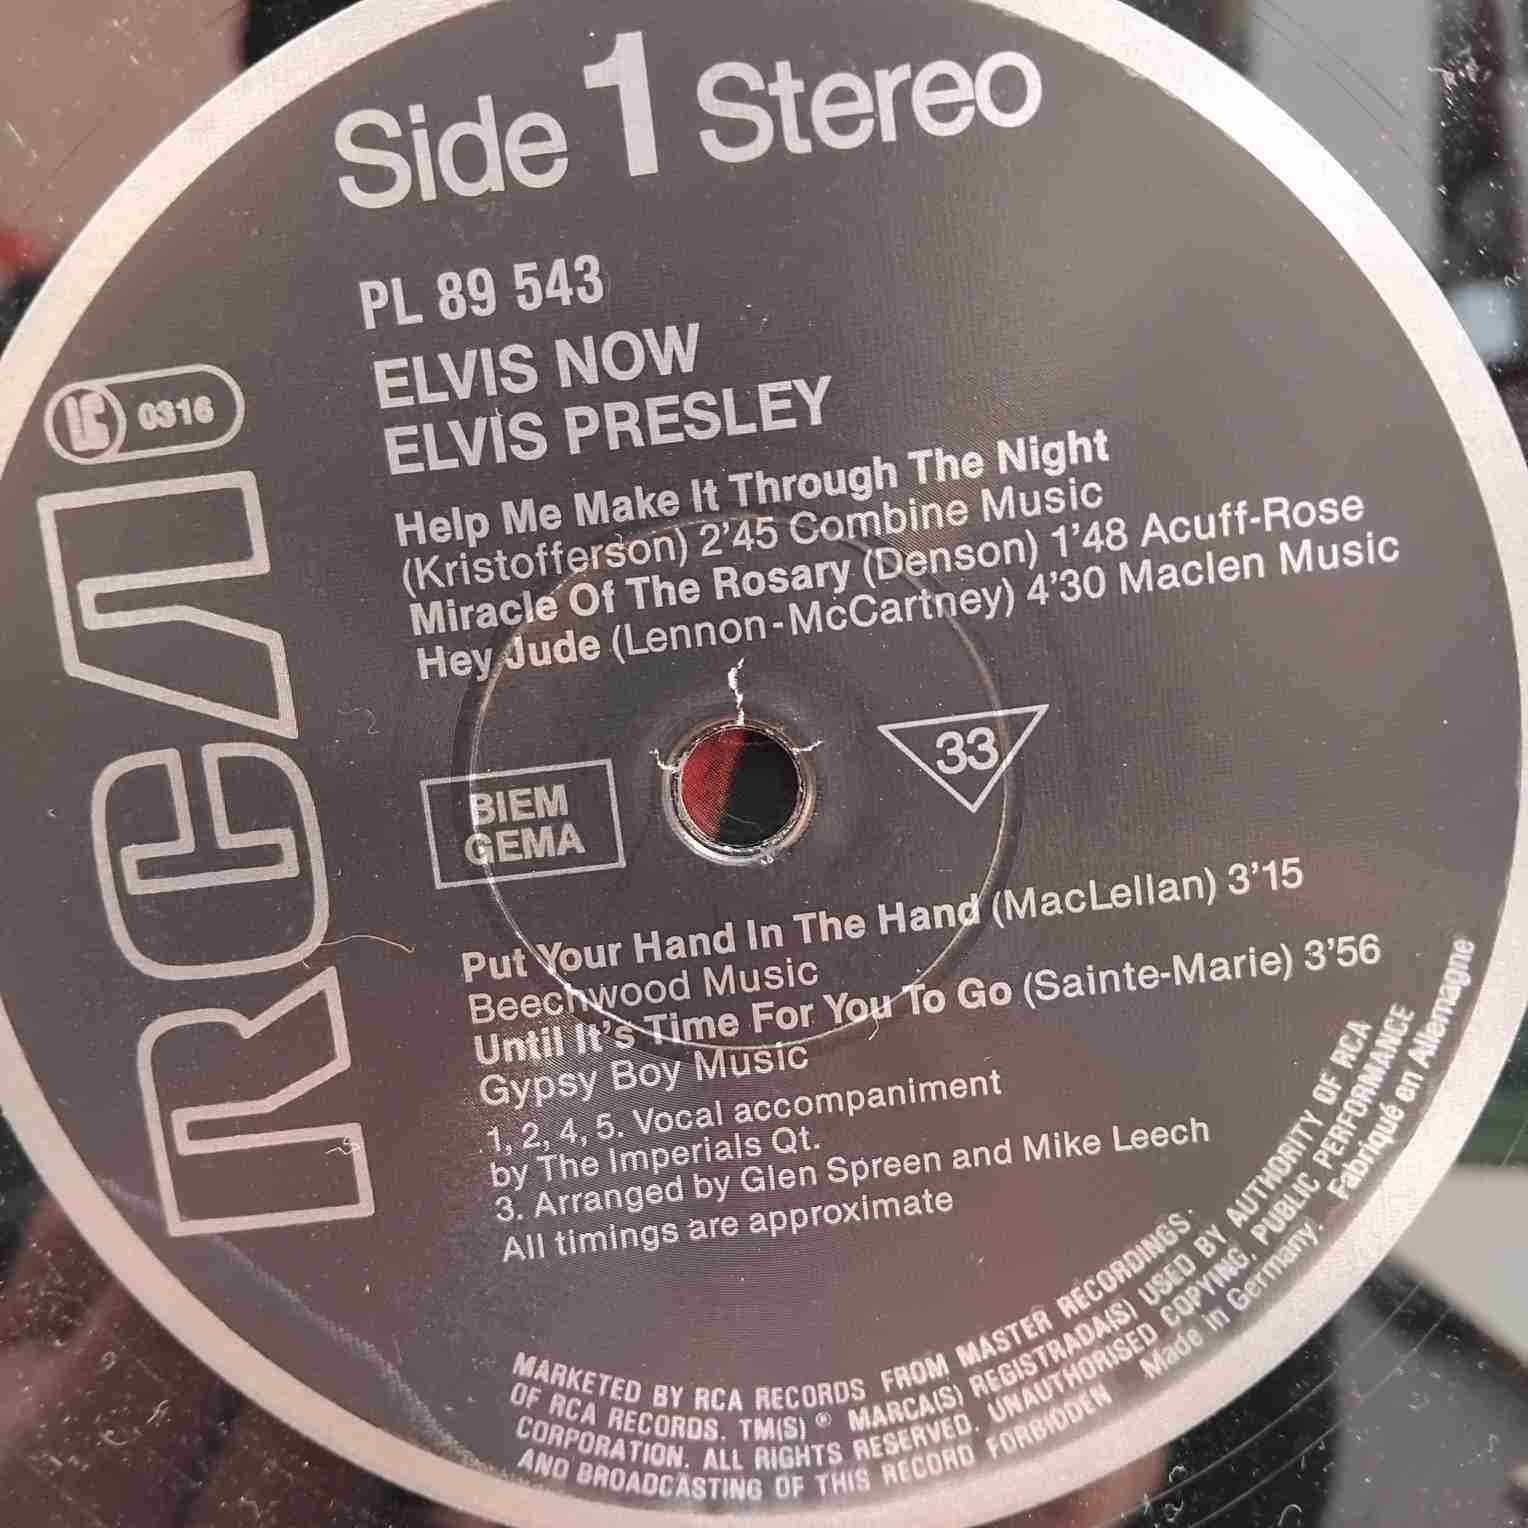 Side 1 Stereo
PL 89 543
ELVIS NOW
ELVIS PRESLEY
LC 0316
RCA
Help Me Make It Through The Night
(Kristofferson) 2'45 Combine Music
Miracle Of The Rosary (Denson) 1'48 Acuff-Rose
Hey Jude (Lennon-McCartney) 4'30 Maclen Music
BIEM
GEMA
33
Put Your Hand In The Hand (MacLellan) 3'15
Beechwood Music
Until It's Time For You To Go (Sainte-Marie) 3'56
Gypsy Boy Music
1, 2, 4, 5. Vocal accompaniment
by The Imperials Qt.
3. Arranged by Glen Spreen and Mike Leech
All timings are approximate
MARKETED BY RCA RECORDS FROM MASTER RECORDINGS.
OF RCA RECORDS. TM(S) ® MARCA(S) REGISTRADA(S) USED BY AUTHORITY OF RCA
CORPORATION. ALL RIGHTS RESERVED. UNAUTHORISED COPYING, PUBLIC PERFORMANCE
AND BROADCASTING OF THIS RECORD FORBIDDEN Made in Germany. Fabriqué en Allemagne